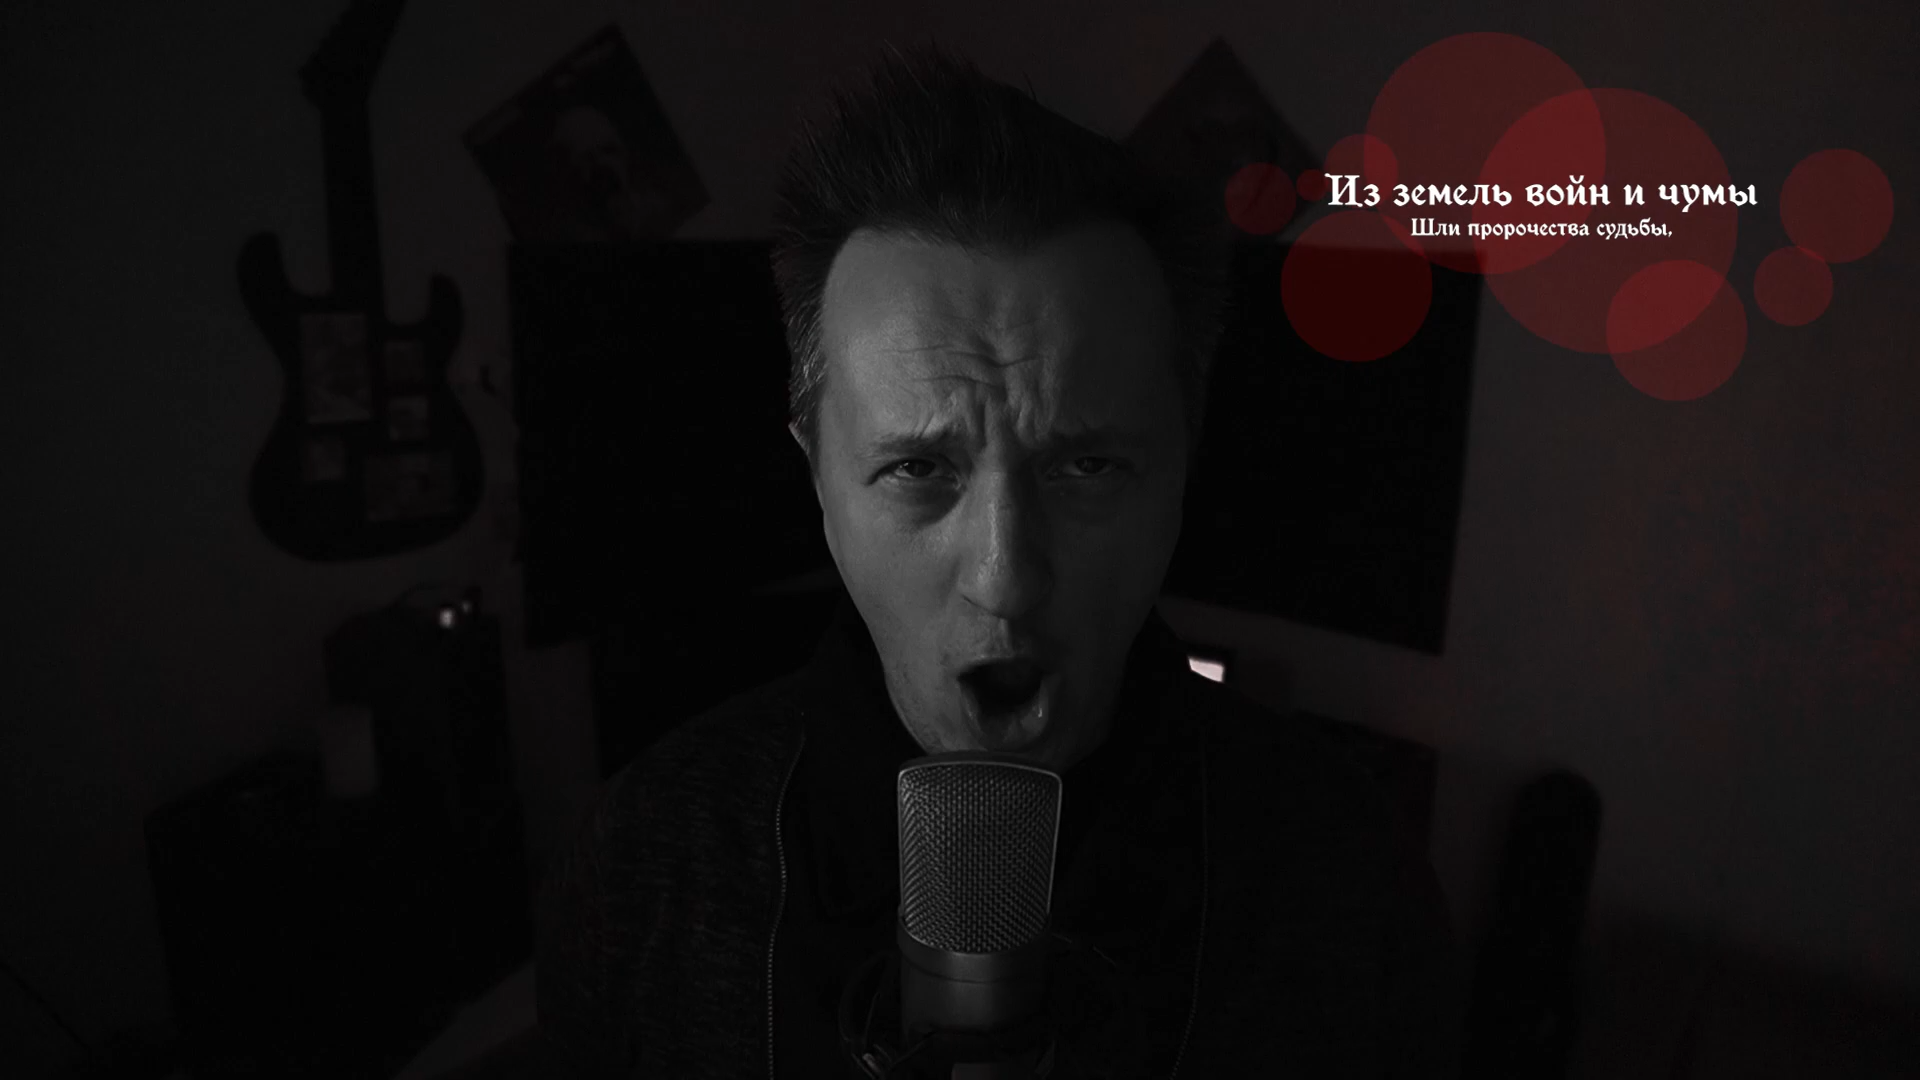 Из земель войн и чумы
Шли пророчества судьбы,